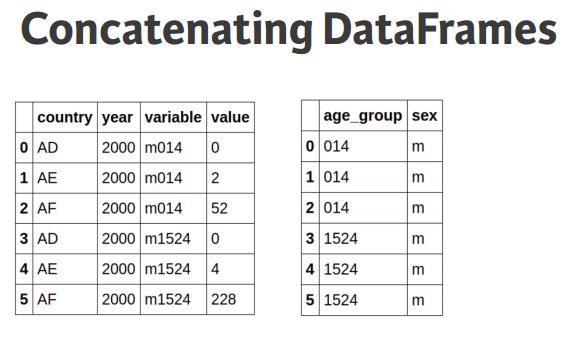 Concatenating DataFrames
country year variable value
0 AD 2000 m014 0
1 AE 2000 m014 2
2 AF 2000 m014 52
3 AD 2000 m1524 0
4 AE 2000 m1524 4
5 AF 2000 m1524 228
age_group sex
0 014 m
1 014 m
2 014 m
3 1524 m
4 1524 m
5 1524 m